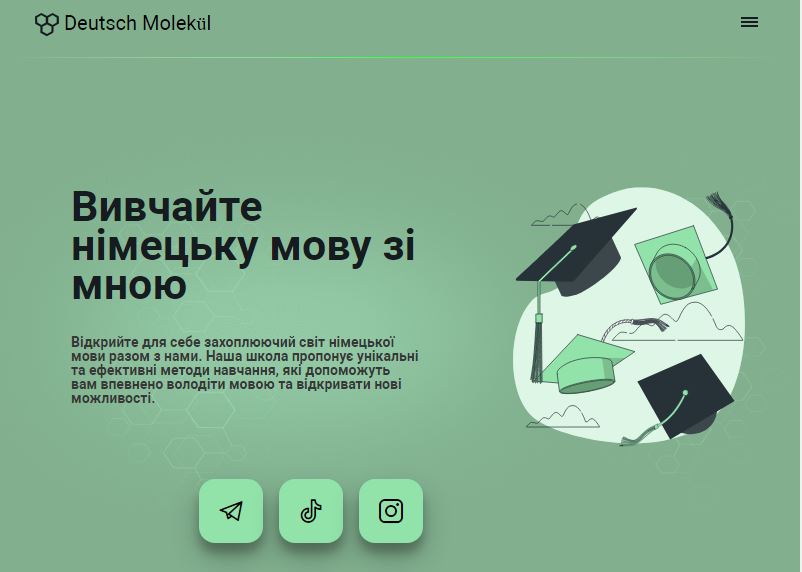 Deutsch Molekül
Вивчайте
німецьку мову зі
мною
Відкрийте для себе захоплюючий світ німецької
мови разом з нами. Наша школа пропонує унікальні
та ефективні методи навчання, які допоможуть
вам впевнено володіти мовою та відкривати нові
можливості.